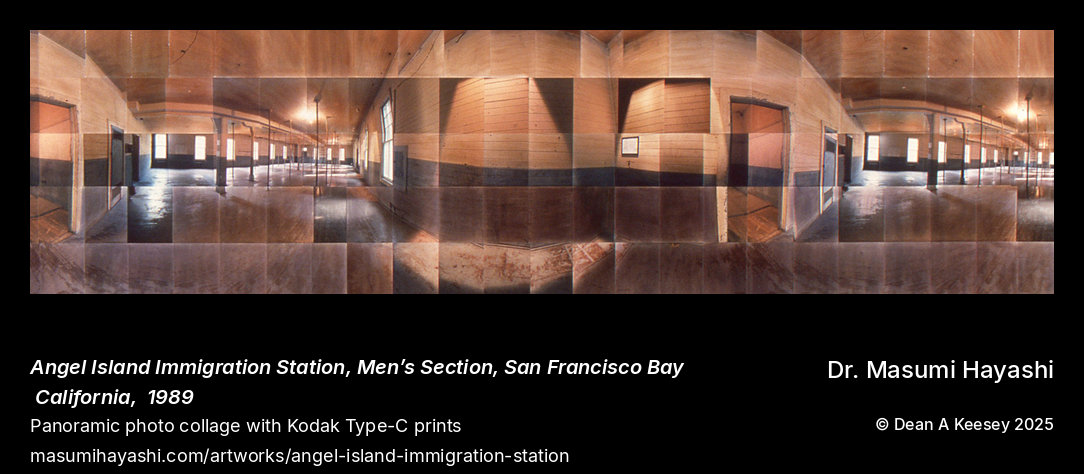 Angel Island Immigration Station, Men’s Section, San Francisco Bay
California, 1989
Panoramic photo collage with Kodak Type-C prints
masumihayashi.com/artworks/angel-island-immigration-station
Dr. Masumi Hayashi
© Dean A Keesey 2025